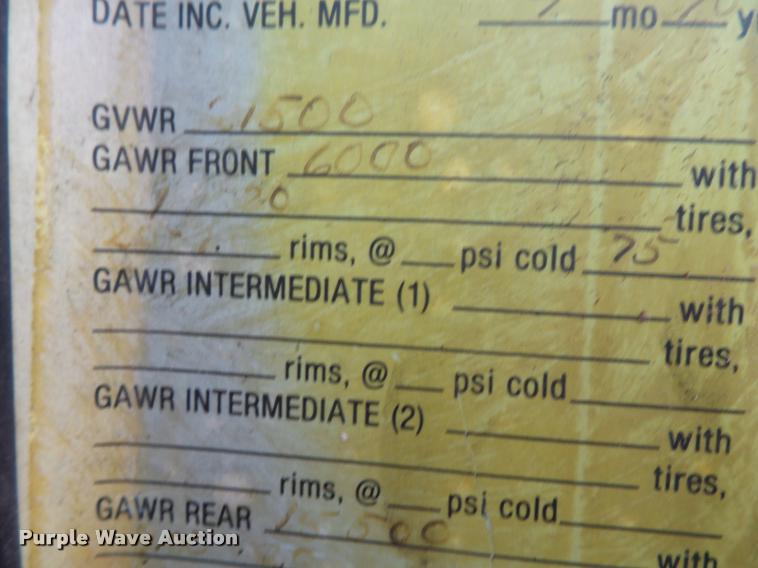 DATE INC. VEH. MFD. mo y
GVWR 21500
GAWR FRONT 6000 with
20 tires,
rims, @ psi cold 75
GAWR INTERMEDIATE (1) with
tires,
rims, @ psi cold
GAWR INTERMEDIATE (2) with
tires,
rims, @ psi cold
GAWR REAR 15500
with
Purple Wave Auction